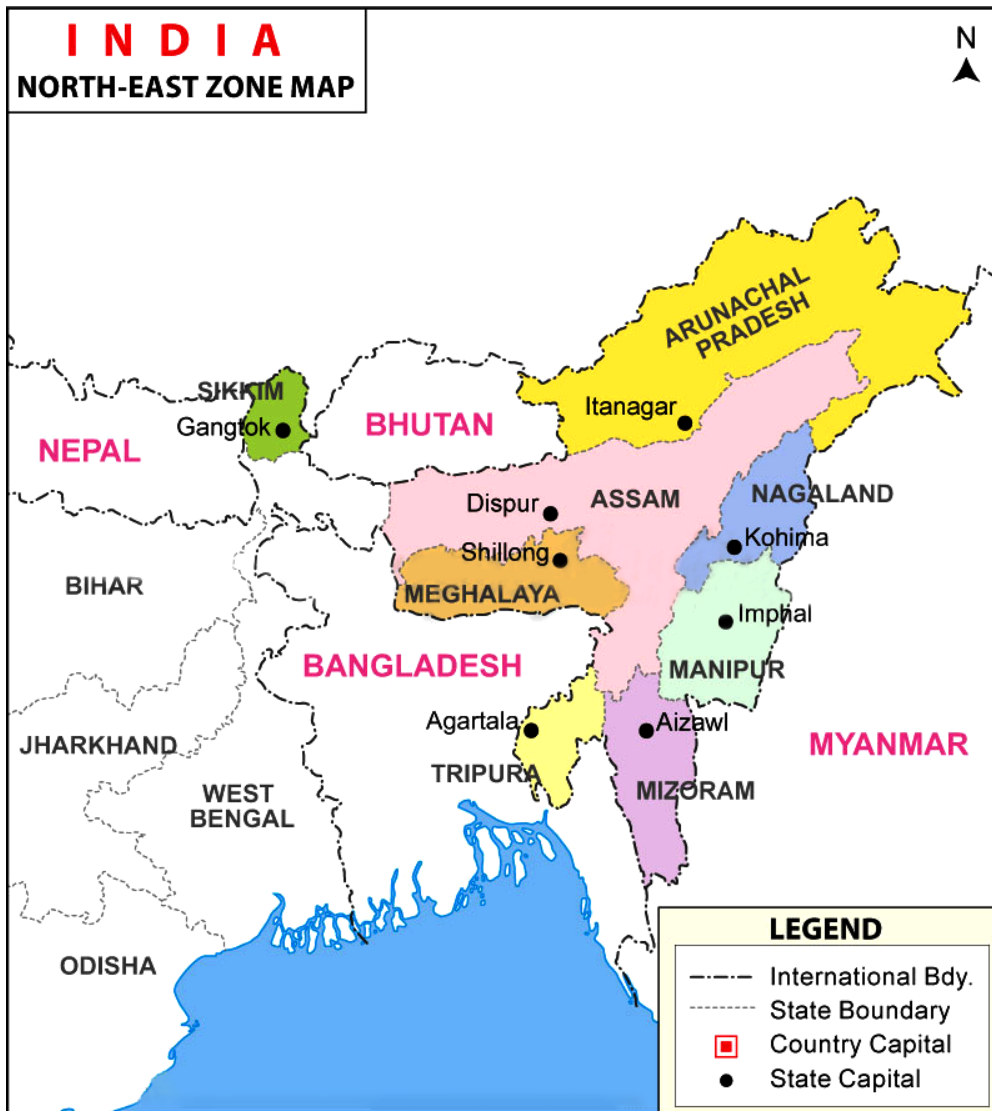 I N D I A
NORTH-EAST ZONE MAP
N
ARUNACHAL
PRADESH
SIKKIM
Itanagar
Gangtok
BHUTAN
NEPAL
ASSAM
NAGALAND
Dispur
Kohima
Shillong
BIHAR
MEGHALAYA
Imphal
BANGLADESH
MANIPUR
Agartala
Aizawl
JHARKHAND
MYANMAR
TRIPURA
WEST
BENGAL
MIZORAM
ODISHA
LEGEND
International Bdy.
State Boundary
Country Capital
State Capital